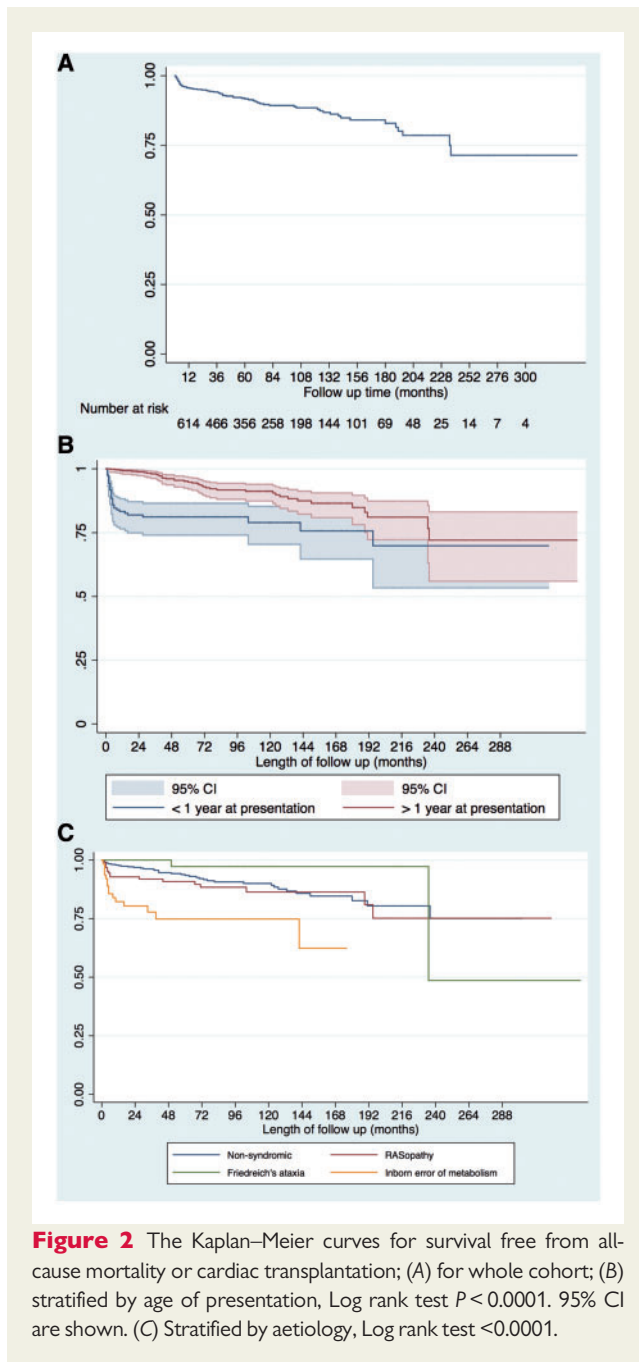 A
1.00
0.75
0.50
0.25
0.00
12 36 60 84 108 132 156 180 204 228 252 276 300
Follow up time (months)
Number at risk
614 466 356 258 198 144 101 69 48 25 14 7 4
B
1
.75
.5
.25
0
0 24 48 72 96 120 144 168 192 216 240 264 288
Length of follow up (months)
95% CI 95% CI
< 1 year at presentation > 1 year at presentation
C
1.00
0.75
0.50
0.25
0.00
0 24 48 72 96 120 144 168 192 216 240 264 288
Length of follow up (months)
Non-syndromic RASopathy
Friedreich's ataxia Inborn error of metabolism
Figure 2 The Kaplan–Meier curves for survival free from all-
cause mortality or cardiac transplantation; (A) for whole cohort; (B)
stratified by age of presentation, Log rank test P < 0.0001. 95% CI
are shown. (C) Stratified by aetiology, Log rank test <0.0001.